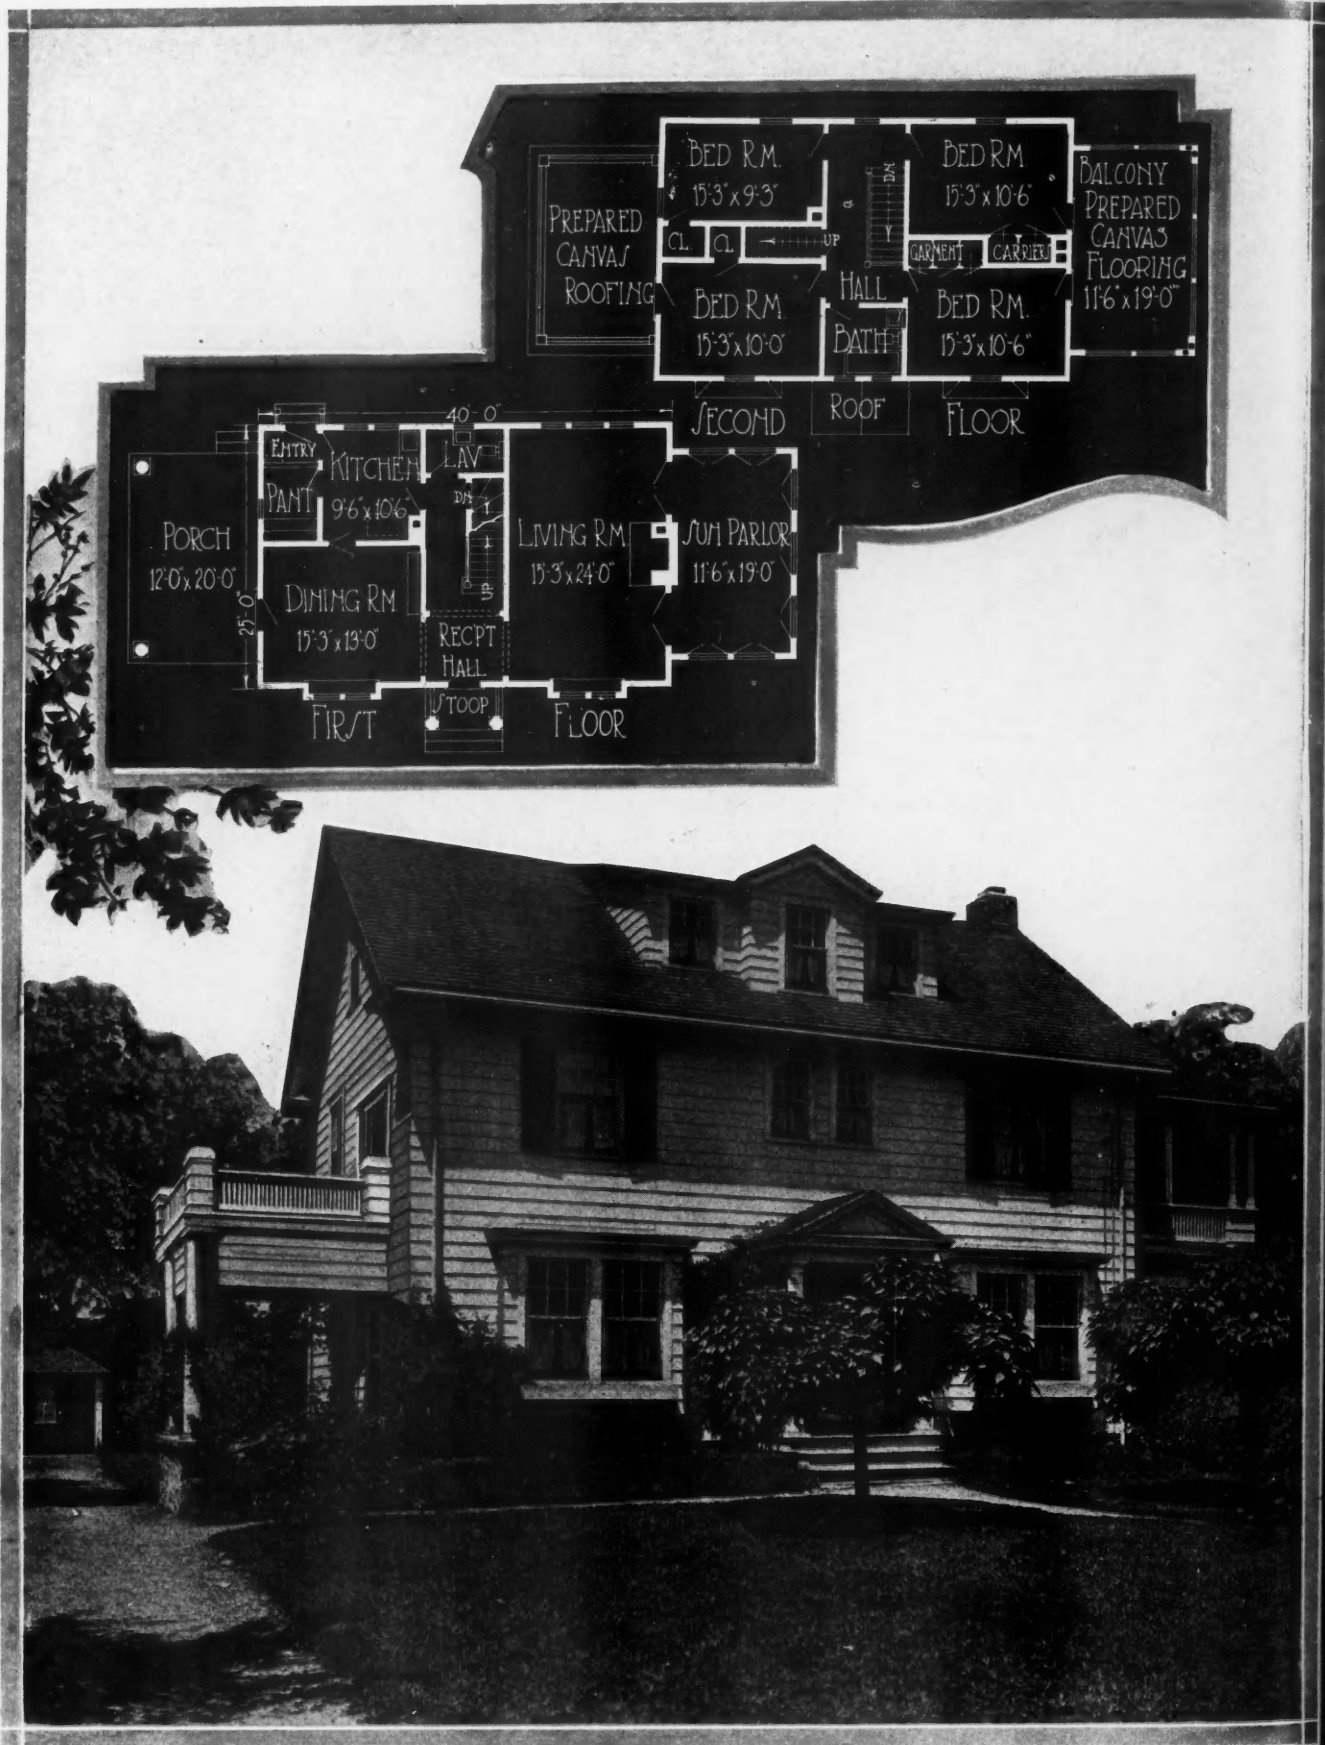 BED RM.
15'-3" x 9'-3"
BED RM
15'-3" x 10'-6"
BALCONY
PREPARED
CANVAS
FLOORING
11'-6" x 19'-0"
PREPARED
CANVAS
ROOFING
DN
UP
CL.
CL
GARMENT
CARRIERS
HALL
BED RM.
15'-3" x 10'-0"
BATH
BED RM.
15'-3" x 10'-6"
SECOND
ROOF
FLOOR
40'-0"
ENTRY
KITCHEN
9'-6" x 10'-6"
LAV
PANT
DN
PORCH
12'-0" x 20'-0"
LIVING RM
15'-3" x 24'-0"
SUN PARLOR
11'-6" x 19'-0"
UP
25'-0"
DINING RM.
15'-3" x 13'-0"
REC'PT
HALL
STOOP
FIRST
FLOOR